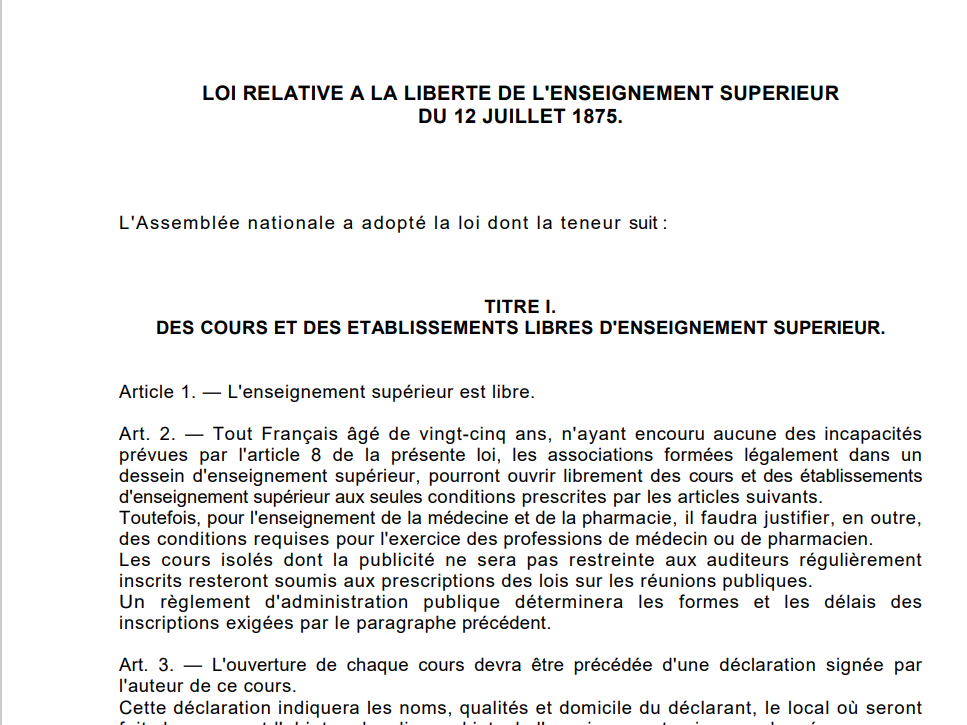 LOI RELATIVE A LA LIBERTE DE L'ENSEIGNEMENT SUPERIEUR
DU 12 JUILLET 1875.
L'Assemblée nationale a adopté la loi dont la teneur suit :
TITRE I.
DES COURS ET DES ETABLISSEMENTS LIBRES D'ENSEIGNEMENT SUPERIEUR.
Article 1. — L'enseignement supérieur est libre.
Art. 2. — Tout Français âgé de vingt-cinq ans, n'ayant encouru aucune des incapacités
prévues par l'article 8 de la présente loi, les associations formées légalement dans un
dessein d'enseignement supérieur, pourront ouvrir librement des cours et des établissements
d'enseignement supérieur aux seules conditions prescrites par les articles suivants.
Toutefois, pour l'enseignement de la médecine et de la pharmacie, il faudra justifier, en outre,
des conditions requises pour l'exercice des professions de médecin ou de pharmacien.
Les cours isolés dont la publicité ne sera pas restreinte aux auditeurs régulièrement
inscrits resteront soumis aux prescriptions des lois sur les réunions publiques.
Un règlement d'administration publique déterminera les formes et les délais des
inscriptions exigées par le paragraphe précédent.
Art. 3. — L'ouverture de chaque cours devra être précédée d'une déclaration signée par
l'auteur de ce cours.
Cette déclaration indiquera les noms, qualités et domicile du déclarant, le local où seront